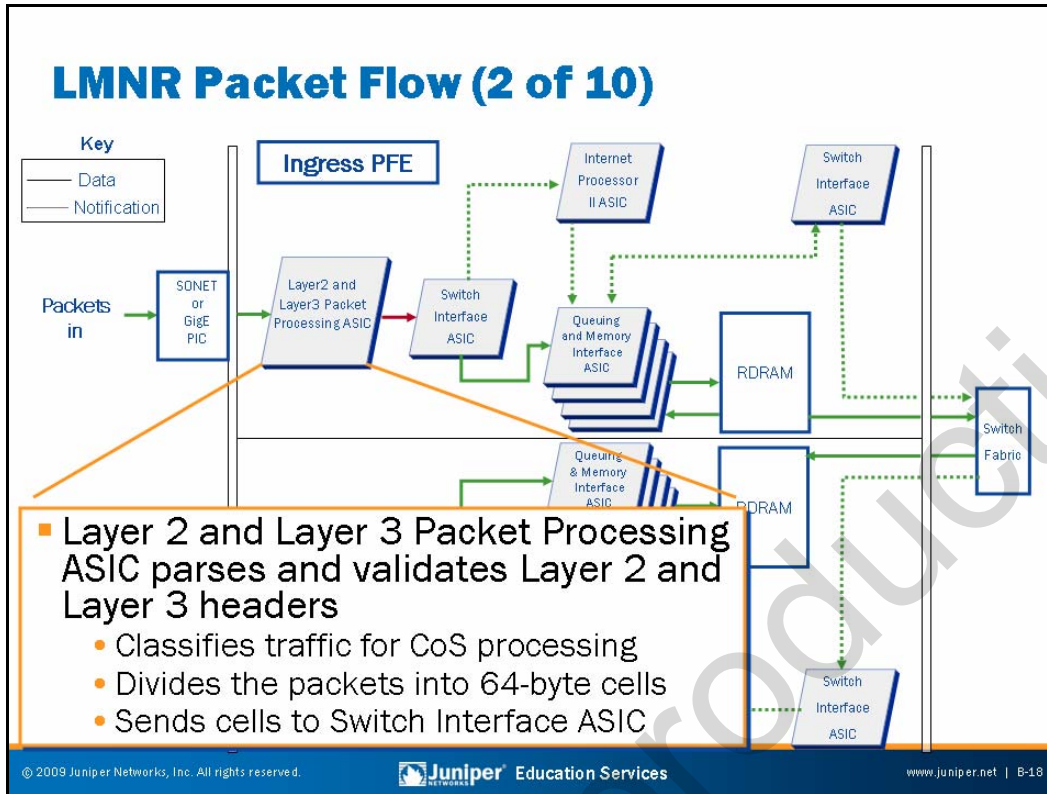 LMNR Packet Flow (2 of 10)
Key
Data
Notification
Ingress PFE
Internet
Processor
II ASIC
Switch
Interface
ASIC
Packets
in
SONET
or
GigE
PIC
Layer2 and
Layer3 Packet
Processing ASIC
Switch
Interface
ASIC
Queuing
and Memory
Interface
ASIC
RDRAM
Switch
Fabric
Queuing
& Memory
Interface
ASIC
RDRAM
▪ Layer 2 and Layer 3 Packet Processing
ASIC parses and validates Layer 2 and
Layer 3 headers
• Classifies traffic for CoS processing
• Divides the packets into 64-byte cells
• Sends cells to Switch Interface ASIC
Switch
Interface
ASIC
© 2009 Juniper Networks, Inc. All rights reserved.
Juniper NETWORKS Education Services
www.juniper.net | B-18